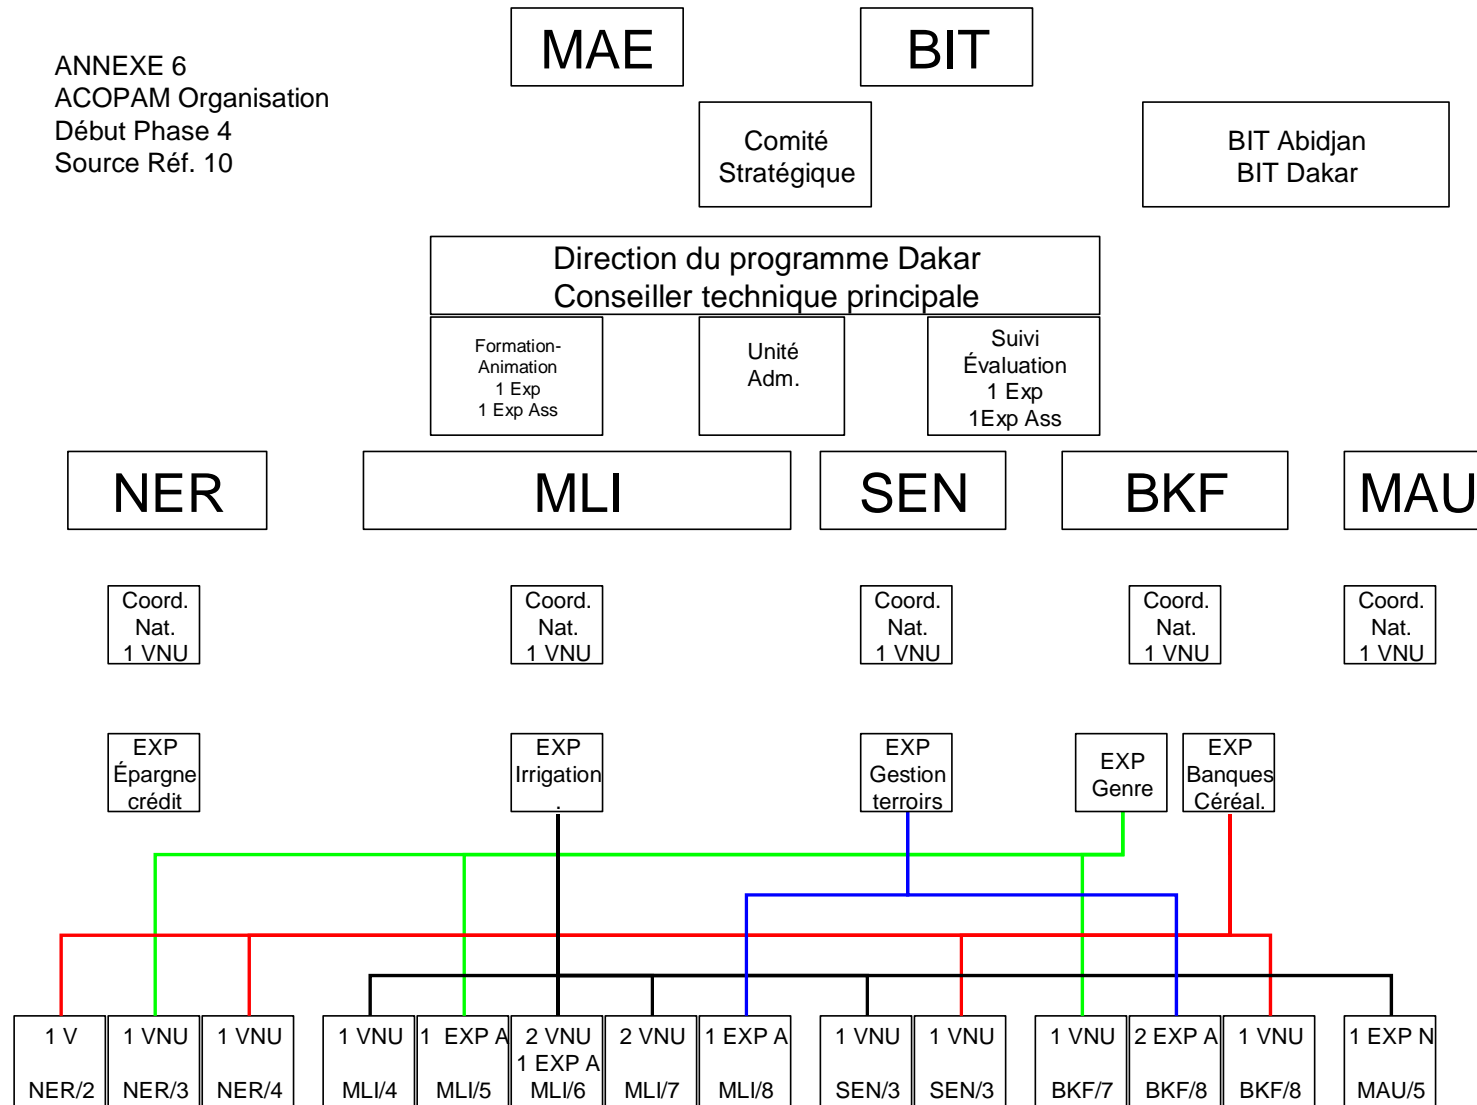 MAE
BIT
ANNEXE 6
ACOPAM Organisation
Début Phase 4
Source Réf. 10
Comité
Stratégique
BIT Abidjan
BIT Dakar
Direction du programme Dakar
Conseiller technique principale
Formation-
Animation
1 Exp
1 Exp Ass
Unité
Adm.
Suivi
Évaluation
1 Exp
1Exp Ass
NER
MLI
SEN
BKF
MAU
Coord.
Nat.
1 VNU
Coord.
Nat.
1 VNU
Coord.
Nat.
1 VNU
Coord.
Nat.
1 VNU
Coord.
Nat.
1 VNU
EXP
Épargne
crédit
EXP
Irrigation
.
EXP
Gestion
terroirs
EXP
Genre
EXP
Banques
Céréal.
1 V
NER/2
1 VNU
NER/3
1 VNU
NER/4
1 VNU
MLI/4
1 EXP A
MLI/5
2 VNU
1 EXP A
MLI/6
2 VNU
MLI/7
1 EXP A
MLI/8
1 VNU
SEN/3
1 VNU
SEN/3
1 VNU
BKF/7
2 EXP A
BKF/8
1 VNU
BKF/8
1 EXP N
MAU/5